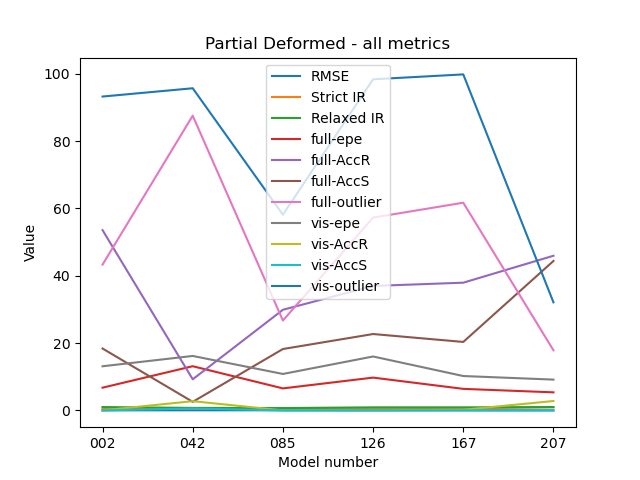 Partial Deformed - all metrics
100
80
60
40
20
0
Value
RMSE
Strict IR
Relaxed IR
full-epe
full-AccR
full-AccS
full-outlier
vis-epe
vis-AccR
vis-AccS
vis-outlier
002 042 085 126 167 207
Model number